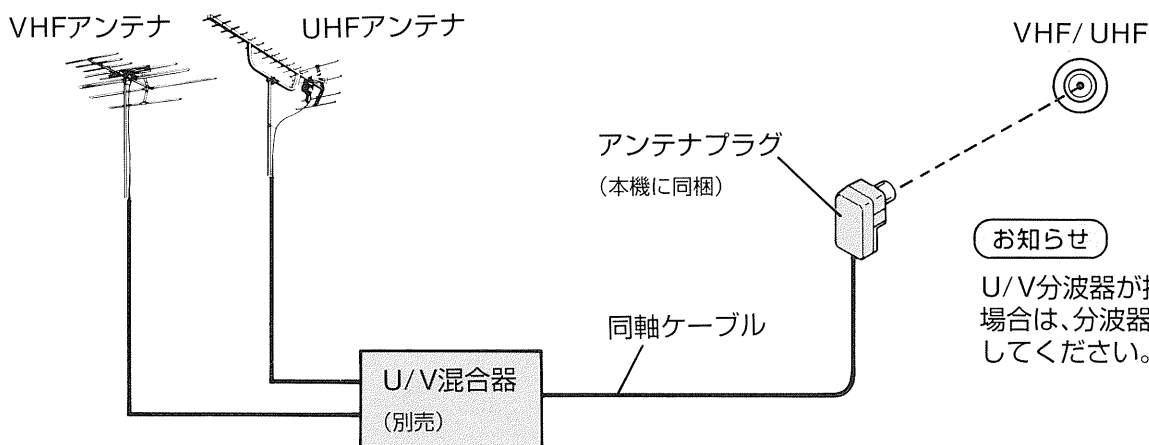 VHFアンテナ
UHFアンテナ
VHF/UHF
アンテナプラグ
(本機に同梱)
お知らせ
U/V分波器が
場合は、分波器
してください。
同軸ケーブル
U/V混合器
(別売)